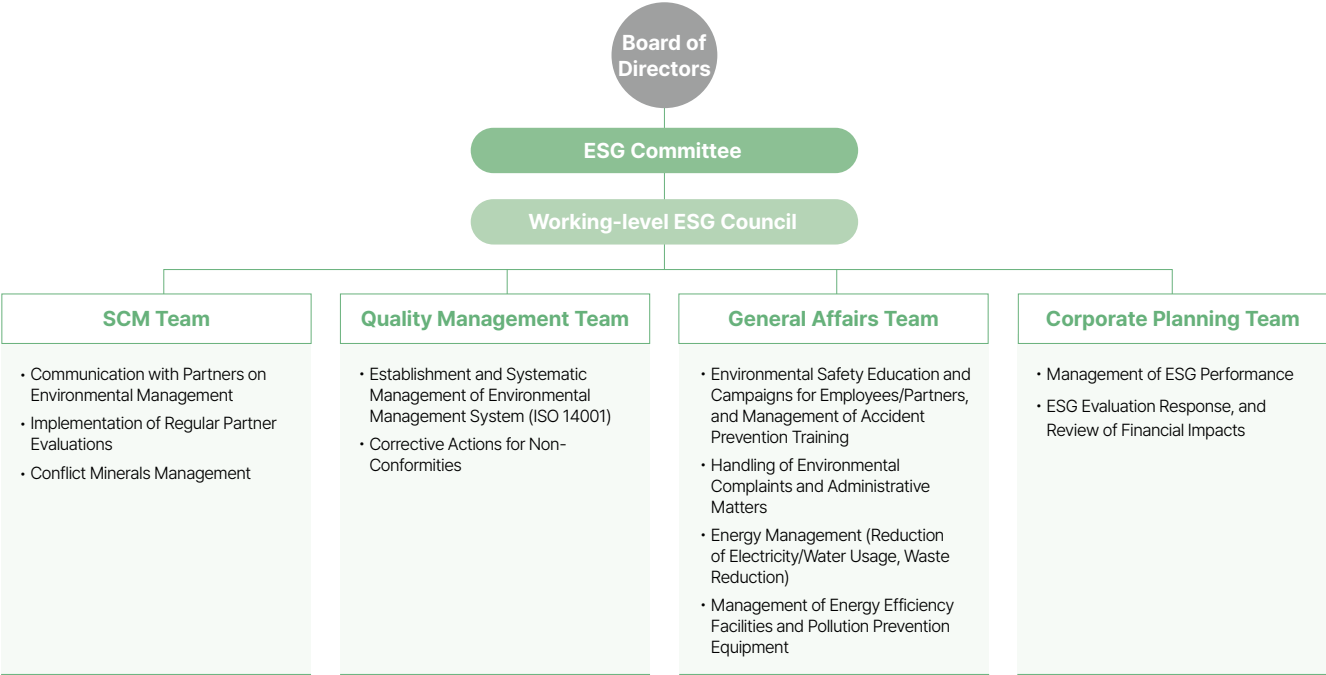 Board of
Directors
ESG Committee
Working-level ESG Council
SCM Team
• Communication with Partners on
Environmental Management
• Implementation of Regular Partner
Evaluations
• Conflict Minerals Management
Quality Management Team
• Establishment and Systematic
Management of Environmental
Management System (ISO 14001)
• Corrective Actions for Non-
Conformities
General Affairs Team
• Environmental Safety Education and
Campaigns for Employees/Partners,
and Management of Accident
Prevention Training
• Handling of Environmental
Complaints and Administrative
Matters
• Energy Management (Reduction
of Electricity/Water Usage, Waste
Reduction)
• Management of Energy Efficiency
Facilities and Pollution Prevention
Equipment
Corporate Planning Team
• Management of ESG Performance
• ESG Evaluation Response, and
Review of Financial Impacts